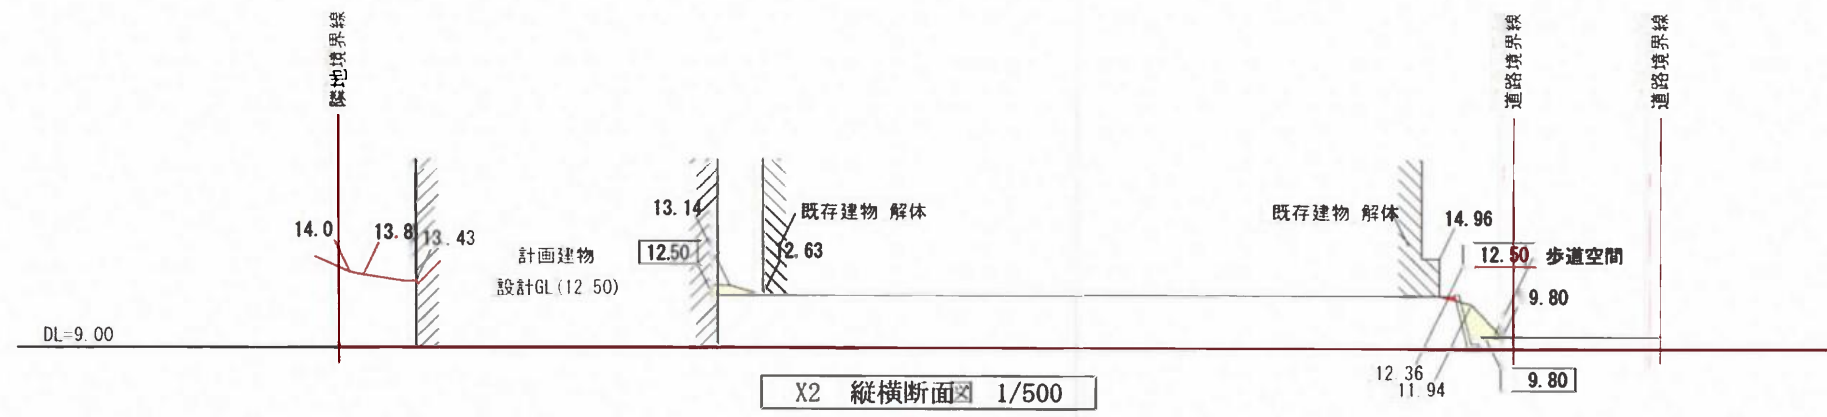 隣地境界線
道路境界線
道路境界線
14.0
13.8
13.43
計画建物
設計GL(12 50)
13.14
12.50
既存建物 解体
2.63
既存建物 解体
14.96
12.50 歩道空間
9.80
DL=9.00
12.36
11.94
9.80
X2 縦横断面図 1/500